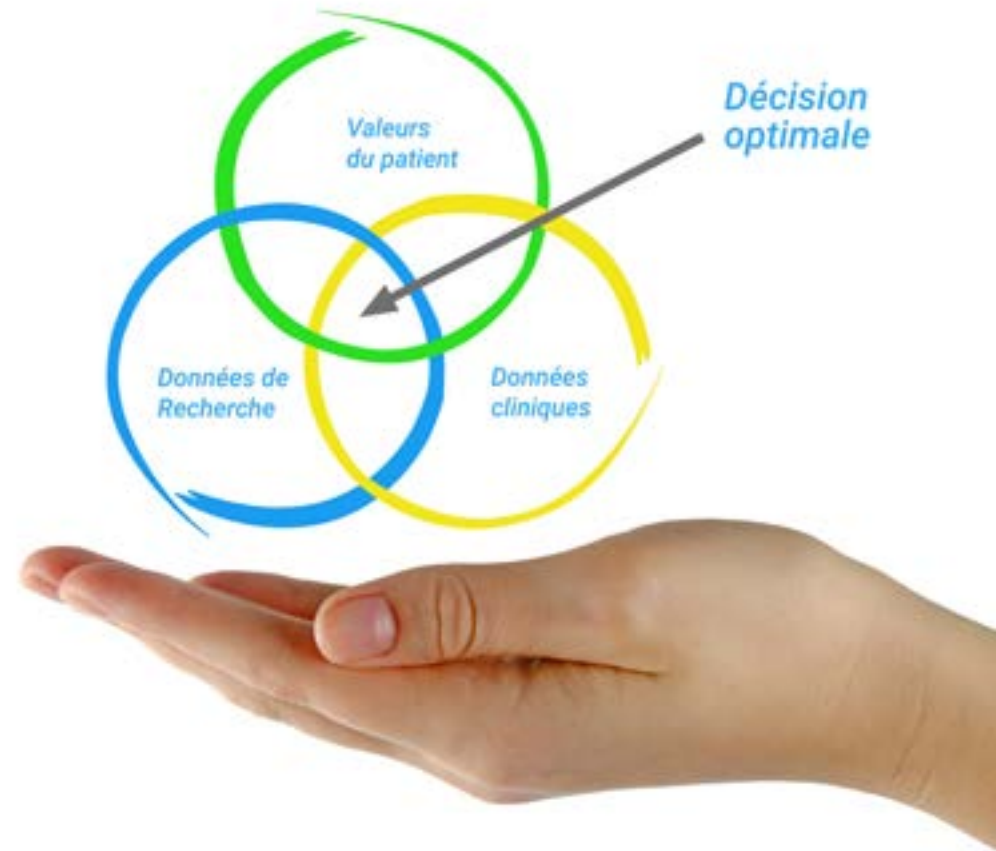 Valeurs
du patient
Décision
optimale
Données de
Recherche
Données
cliniques